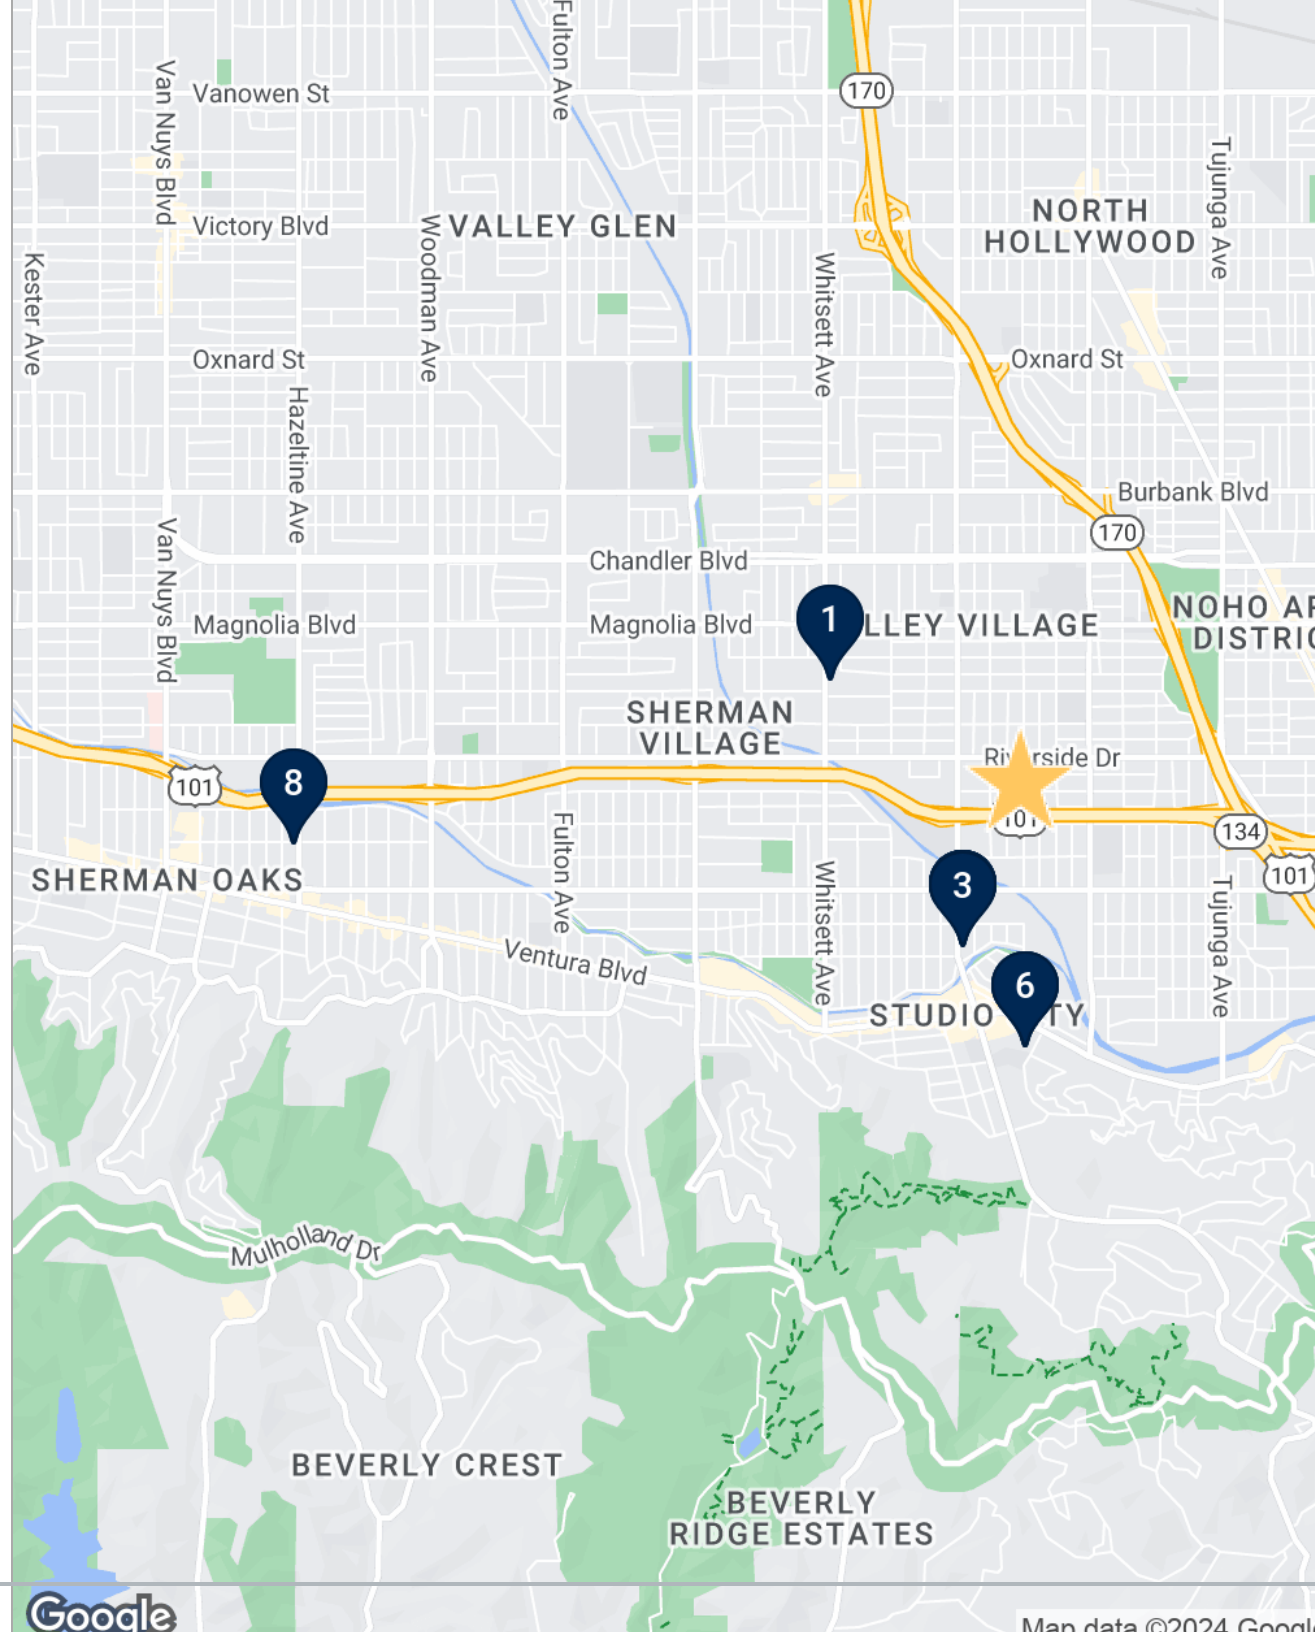 Fulton Ave
Van Nuys Blvd
Vanowen St
170
Tujunga Ave
Victory Blvd
Woodman Ave
VALLEY GLEN
NORTH
HOLLYWOOD
Kester Ave
Whitsett Ave
Oxnard St
Oxnard St
Hazeltine Ave
Burbank Blvd
170
Van Nuys Blvd
Chandler Blvd
Magnolia Blvd
Magnolia Blvd
1
LLEY VILLAGE
NOHO AR
DISTRIC
SHERMAN
VILLAGE
Riverside Dr
101
8
101
134
101
Fulton Ave
SHERMAN OAKS
Whitsett Ave
3
Tujunga Ave
Ventura Blvd
6
STUDIO
TY
Mulholland Dr
BEVERLY CREST
BEVERLY
RIDGE ESTATES
Google
Map data ©2024 Google